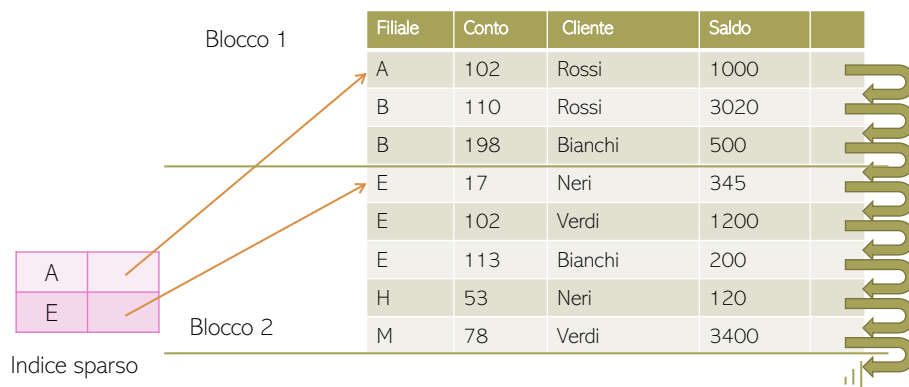 Blocco 1
Filiale Conto Cliente Saldo
A 102 Rossi 1000
B 110 Rossi 3020
B 198 Bianchi 500
E 17 Neri 345
E 102 Verdi 1200
E 113 Bianchi 200
H 53 Neri 120
M 78 Verdi 3400
A
E
Blocco 2
Indice sparso